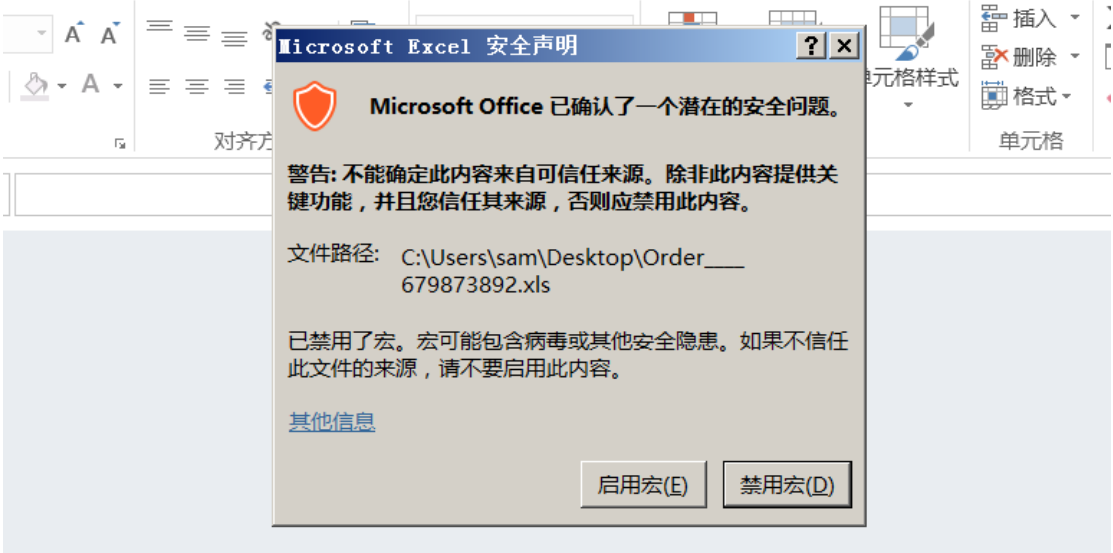 A A
插入
删除
格式
单元格样式
A
对齐方
单元格
Microsoft Excel 安全声明
? ×
Microsoft Office 已确认了一个潜在的安全问题。
警告: 不能确定此内容来自可信任来源。除非此内容提供关
键功能，并且您信任其来源，否则应禁用此内容。
文件路径: C:\Users\sam\Desktop\Order____
679873892.xls
已禁用了宏。宏可能包含病毒或其他安全隐患。如果不信任
此文件的来源，请不要启用此内容。
其他信息
启用宏(E) 禁用宏(D)